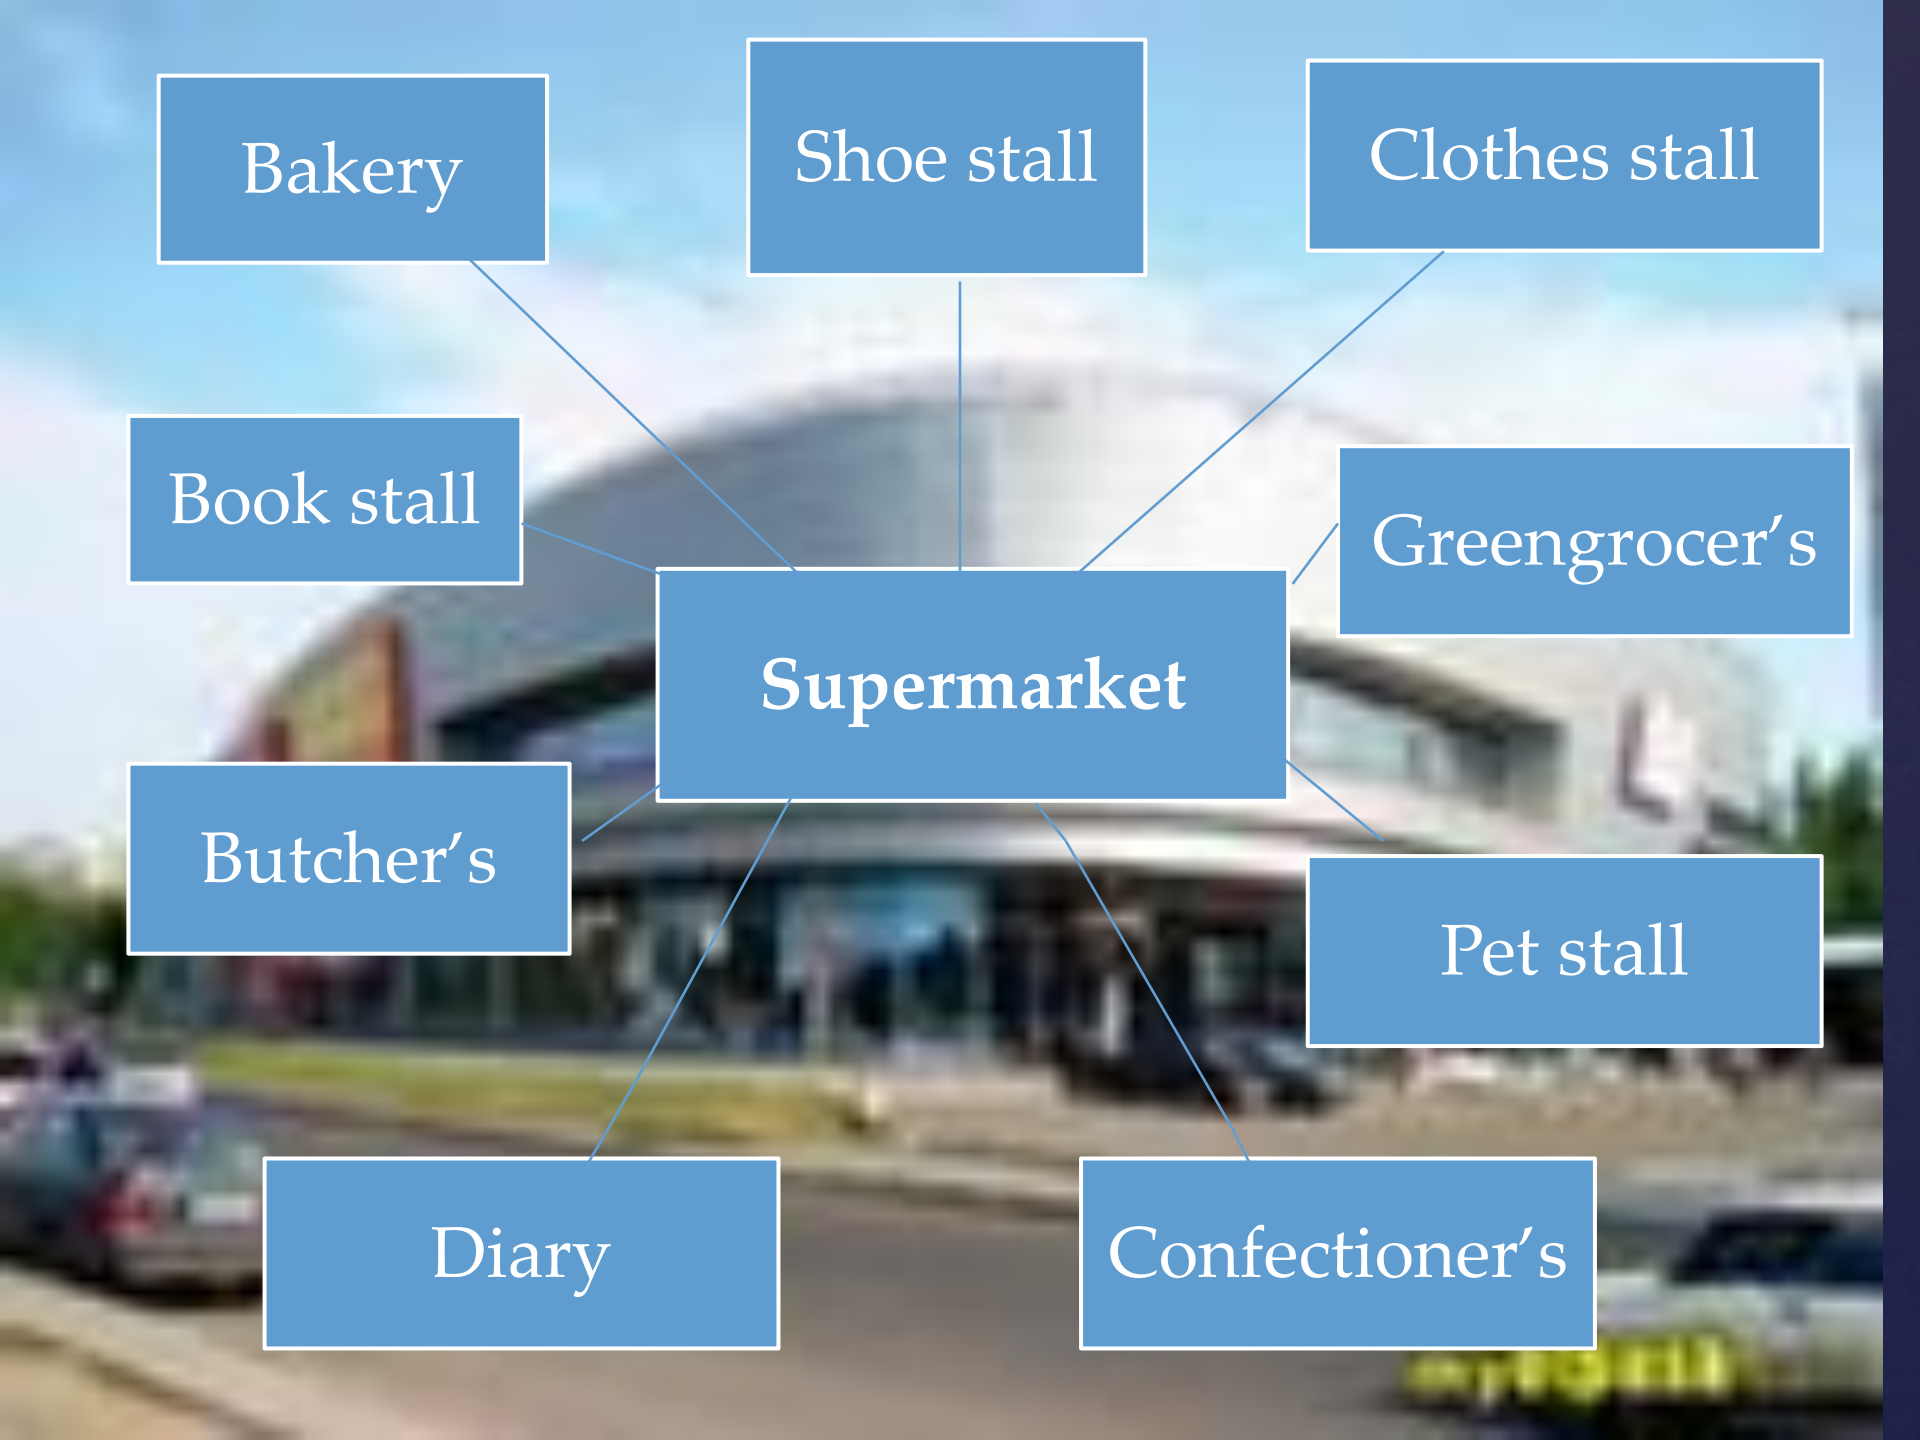 Bakery
Shoe stall
Clothes stall
Book stall
Greengrocer’s
Supermarket
Butcher’s
Pet stall
Diary
Confectioner’s